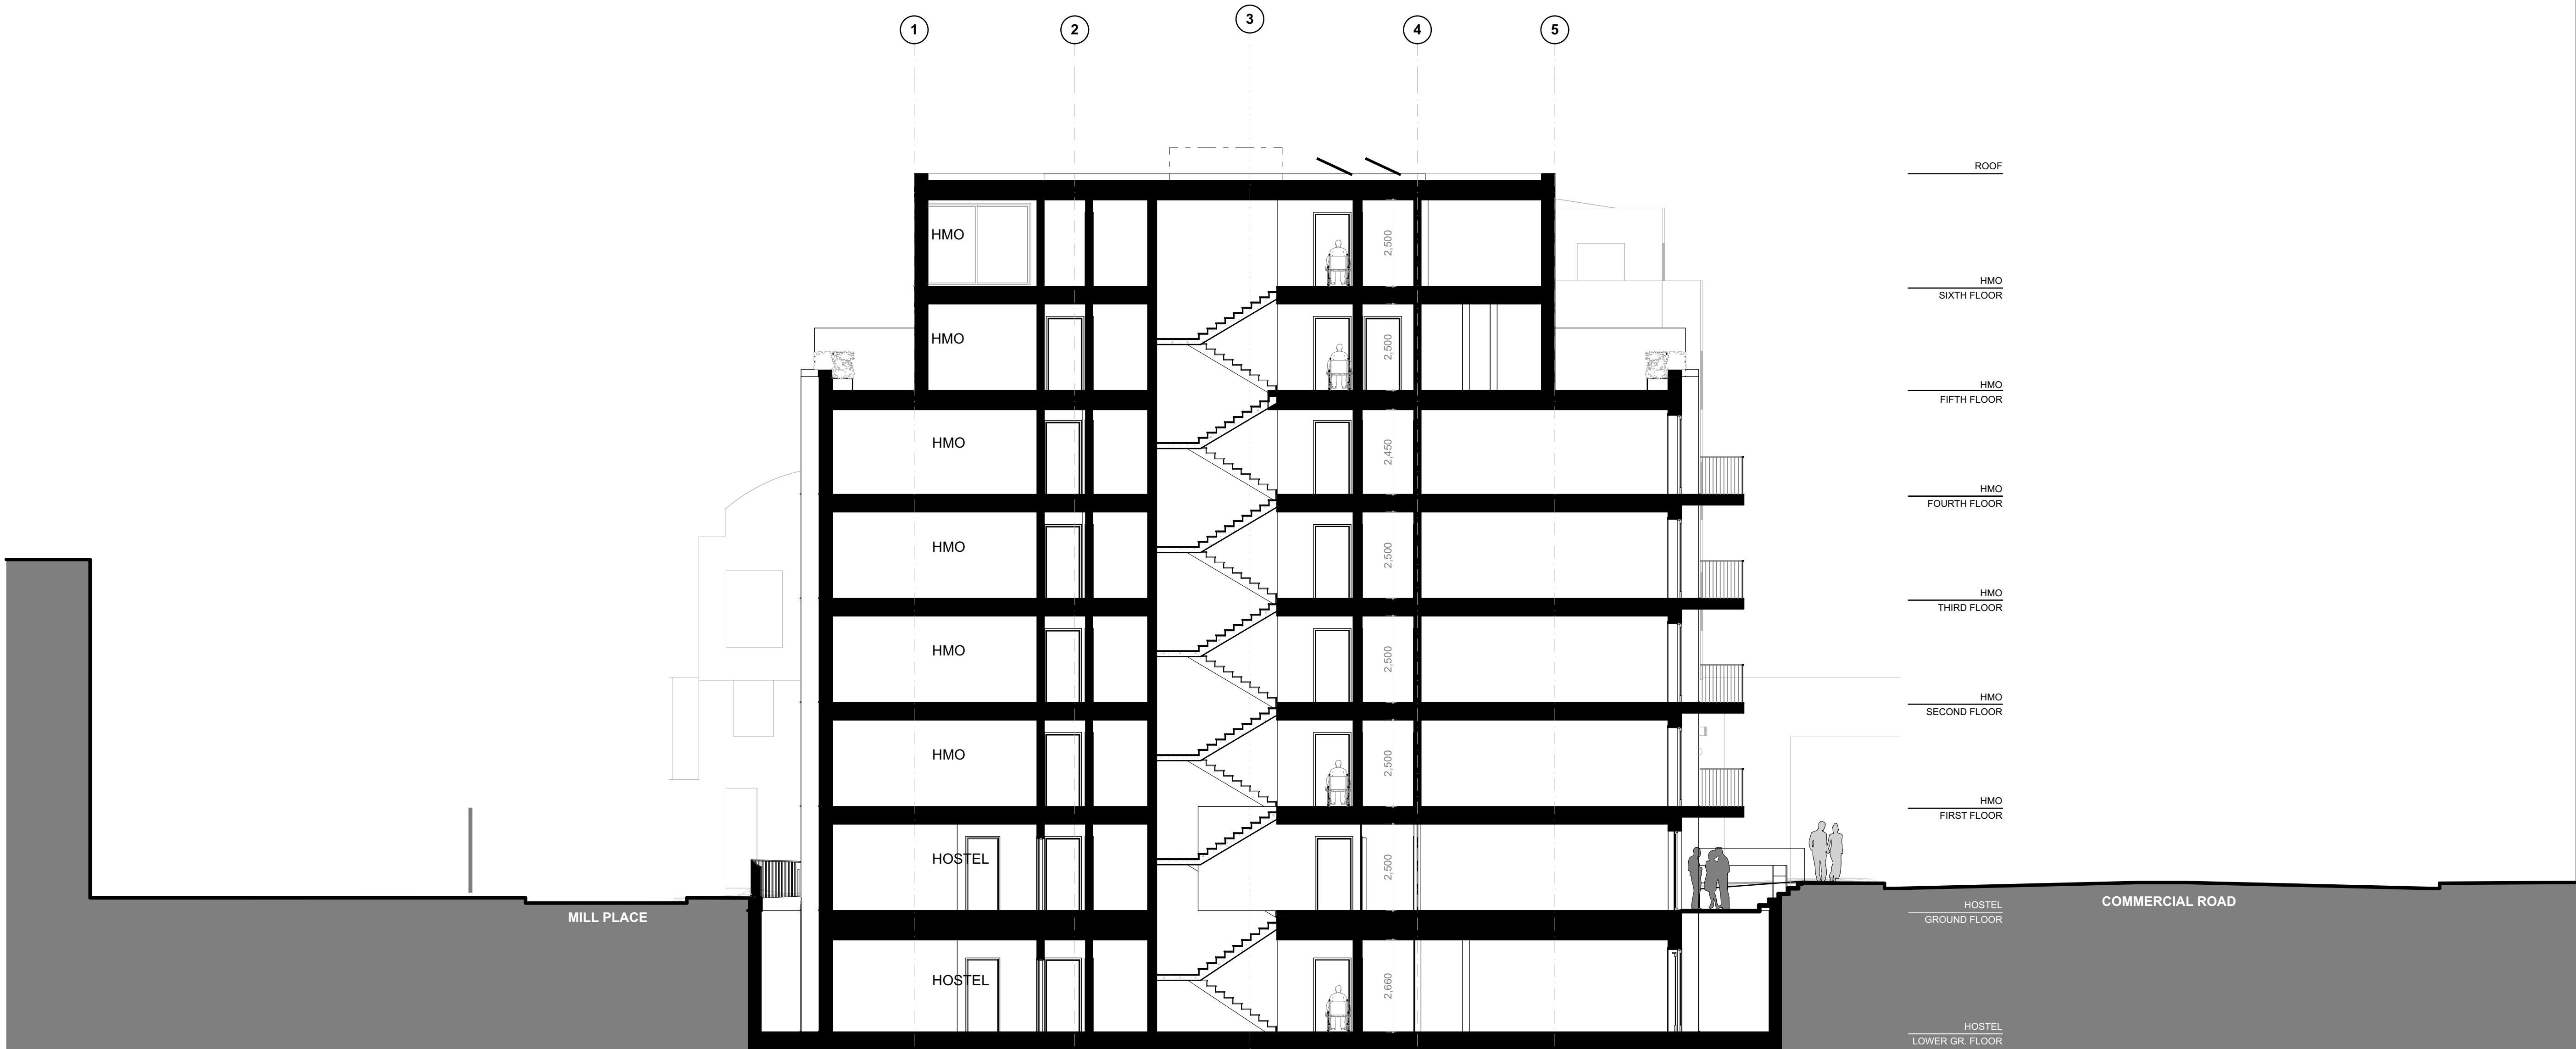 1 2 3 4 5
ROOF
HMO
2,500
HMO
SIXTH FLOOR
HMO
2,500
HMO
FIFTH FLOOR
HMO
2,450
HMO
FOURTH FLOOR
HMO
2,500
HMO
THIRD FLOOR
HMO
2,500
HMO
SECOND FLOOR
HMO
2,500
HMO
FIRST FLOOR
HOSTEL
2,500
MILL PLACE
HOSTEL
GROUND FLOOR
COMMERCIAL ROAD
HOSTEL
2,660
HOSTEL
LOWER GR. FLOOR